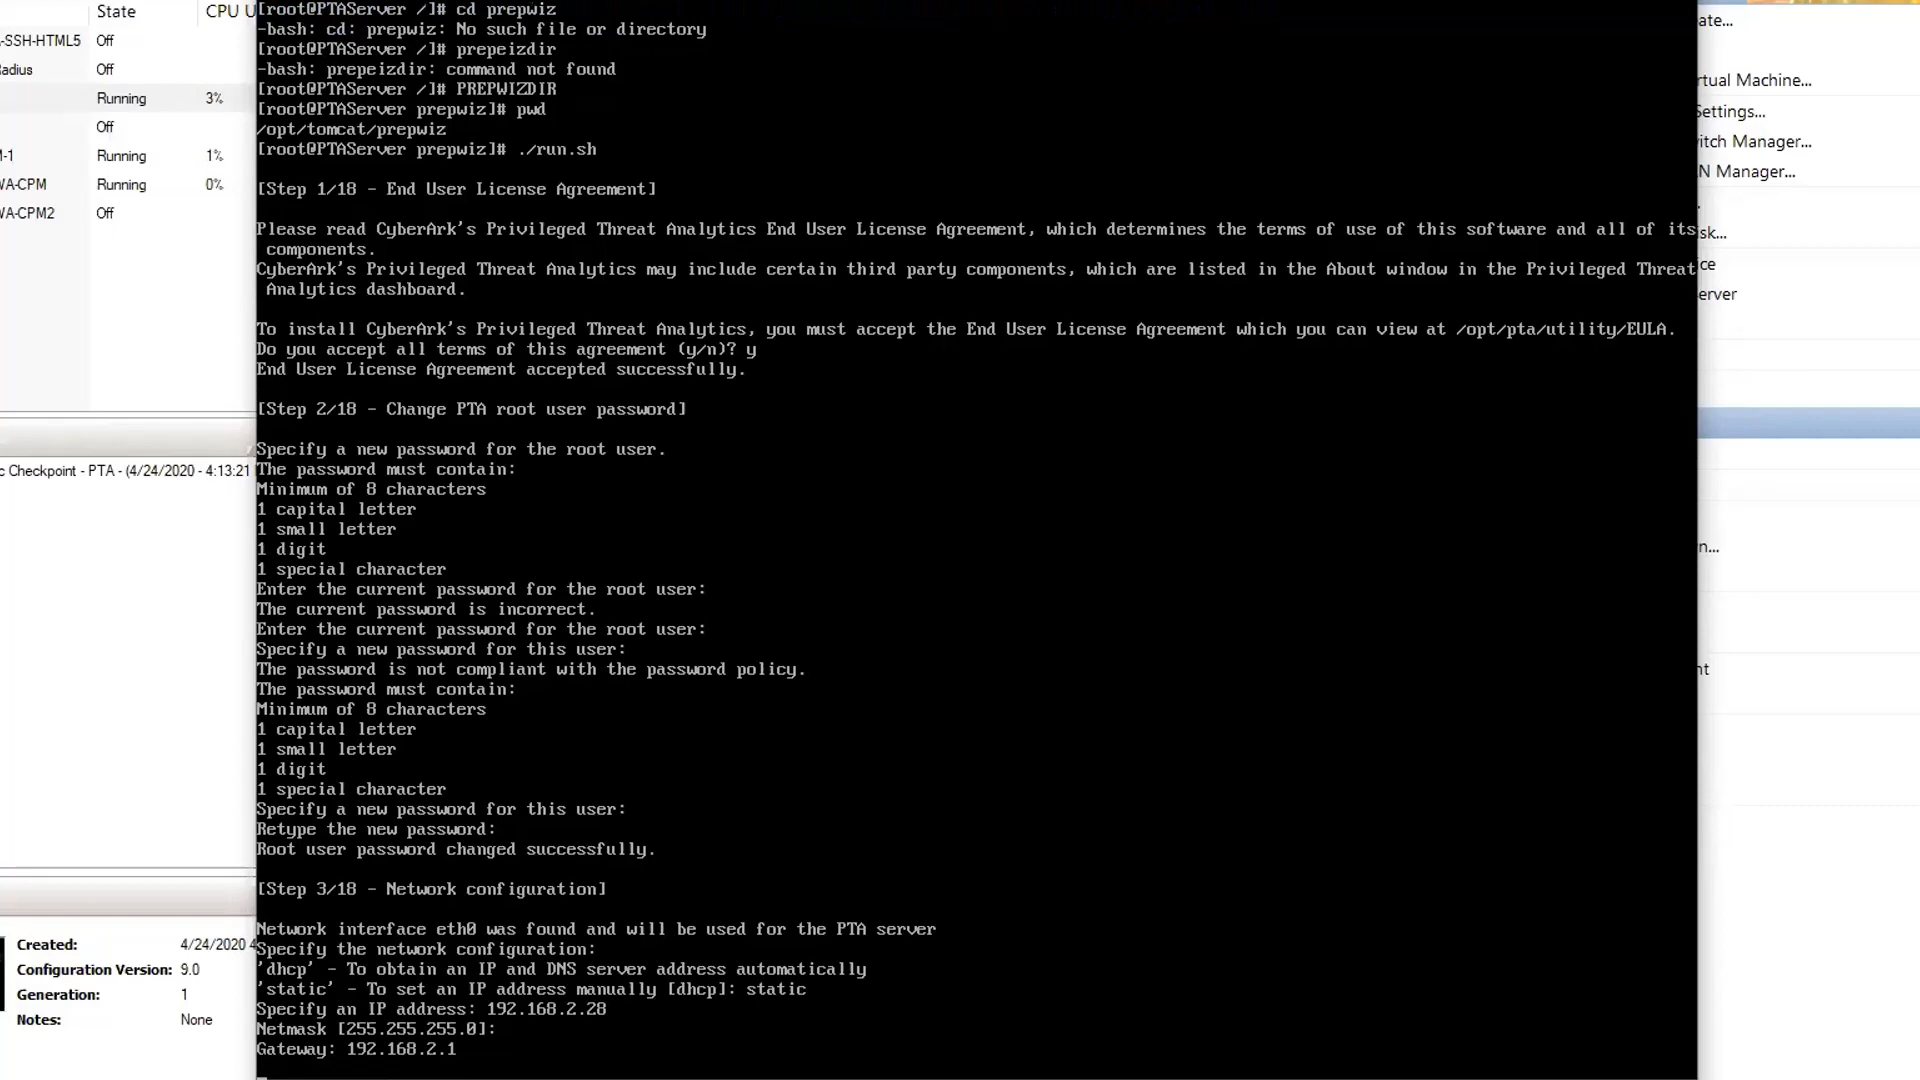 State CPU U
-SSH-HTML5 Off
adius Off
Running 3%
Off
M-1 Running 1%
WA-CPM Running 0%
WA-CPM2 Off
c Checkpoint - PTA - (4/24/2020 - 4:13:21
Created: 4/24/2020 4
Configuration Version: 9.0
Generation: 1
Notes: None
[root@PTAServer /]# cd prepwiz
-bash: cd: prepwiz: No such file or directory
[root@PTAServer /]# prepeizdir
-bash: prepeizdir: command not found
[root@PTAServer /]# PREPWIZDIR
[root@PTAServer prepwiz]# pwd
/opt/tomcat/prepwiz
[root@PTAServer prepwiz]# ./run.sh
[Step 1/18 - End User License Agreement]
Please read CyberArk's Privileged Threat Analytics End User License Agreement, which determines the terms of use of this software and all of its
components.
CyberArk's Privileged Threat Analytics may include certain third party components, which are listed in the About window in the Privileged Threat
Analytics dashboard.
To install CyberArk's Privileged Threat Analytics, you must accept the End User License Agreement which you can view at /opt/pta/utility/EULA.
Do you accept all terms of this agreement (y/n)? y
End User License Agreement accepted successfully.
[Step 2/18 - Change PTA root user password]
Specify a new password for the root user.
The password must contain:
Minimum of 8 characters
1 capital letter
1 small letter
1 digit
1 special character
Enter the current password for the root user:
The current password is incorrect.
Enter the current password for the root user:
Specify a new password for this user:
The password is not compliant with the password policy.
The password must contain:
Minimum of 8 characters
1 capital letter
1 small letter
1 digit
1 special character
Specify a new password for this user:
Retype the new password:
Root user password changed successfully.
[Step 3/18 - Network configuration]
Network interface eth0 was found and will be used for the PTA server
Specify the network configuration:
'dhcp' - To obtain an IP and DNS server address automatically
'static' - To set an IP address manually [dhcp]: static
Specify an IP address: 192.168.2.28
Netmask [255.255.255.0]:
Gateway: 192.168.2.1
ate...
rtual Machine...
Settings...
itch Manager...
N Manager...
sk...
ice
erver
n...
nt